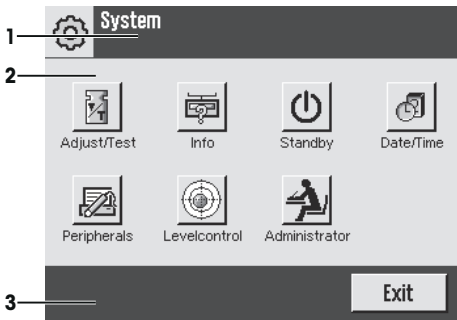 System
1
2
Adjust/Test Info Standby Date/Time
Peripherals Levelcontrol Administrator
3
Exit